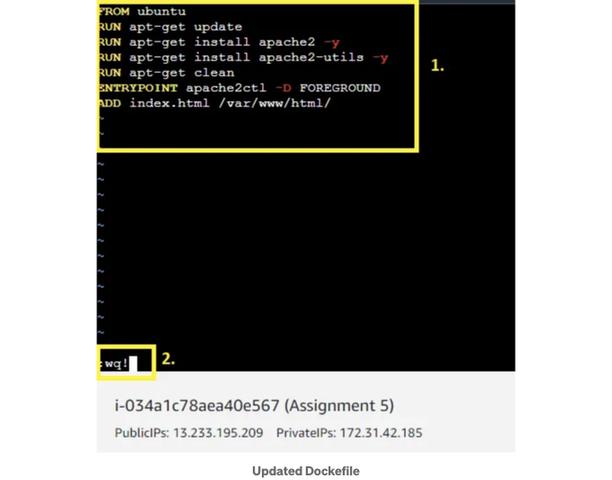 FROM ubuntu
RUN apt-get update
RUN apt-get install apache2 -y
RUN apt-get install apache2-utils -y
RUN apt-get clean
ENTRYPOINT apache2ctl -D FOREGROUND
ADD index.html /var/www/html/
~
~
1.
~
~
~
~
~
~
~
~
~
~
~
~
:wq!
2.
i-034a1c78aea40e567 (Assignment 5)
PublicIPs: 13.233.195.209 PrivateIPs: 172.31.42.185
Updated Dockefile